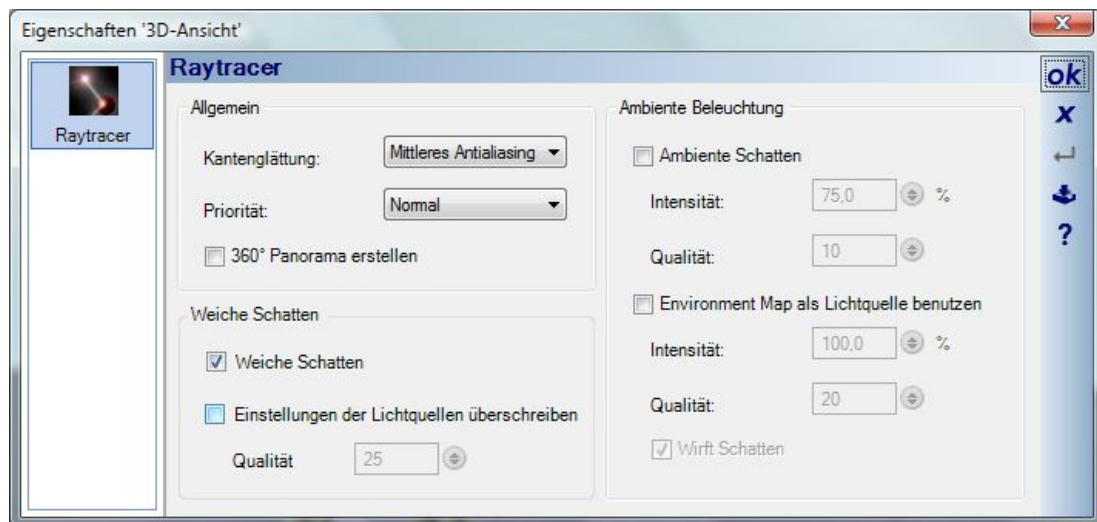 Eigenschaften '3D-Ansicht'
Raytracer
Raytracer
ok
x
?
Allgemein
Kantenglättung: Mittleres Antialiasing
Priorität: Normal
360° Panorama erstellen
Weiche Schatten
Weiche Schatten
Einstellungen der Lichtquellen überschreiben
Qualität 25
Ambiente Beleuchtung
Ambiente Schatten
Intensität: 75,0 %
Qualität: 10
Environment Map als Lichtquelle benutzen
Intensität: 100,0 %
Qualität: 20
Wirft Schatten